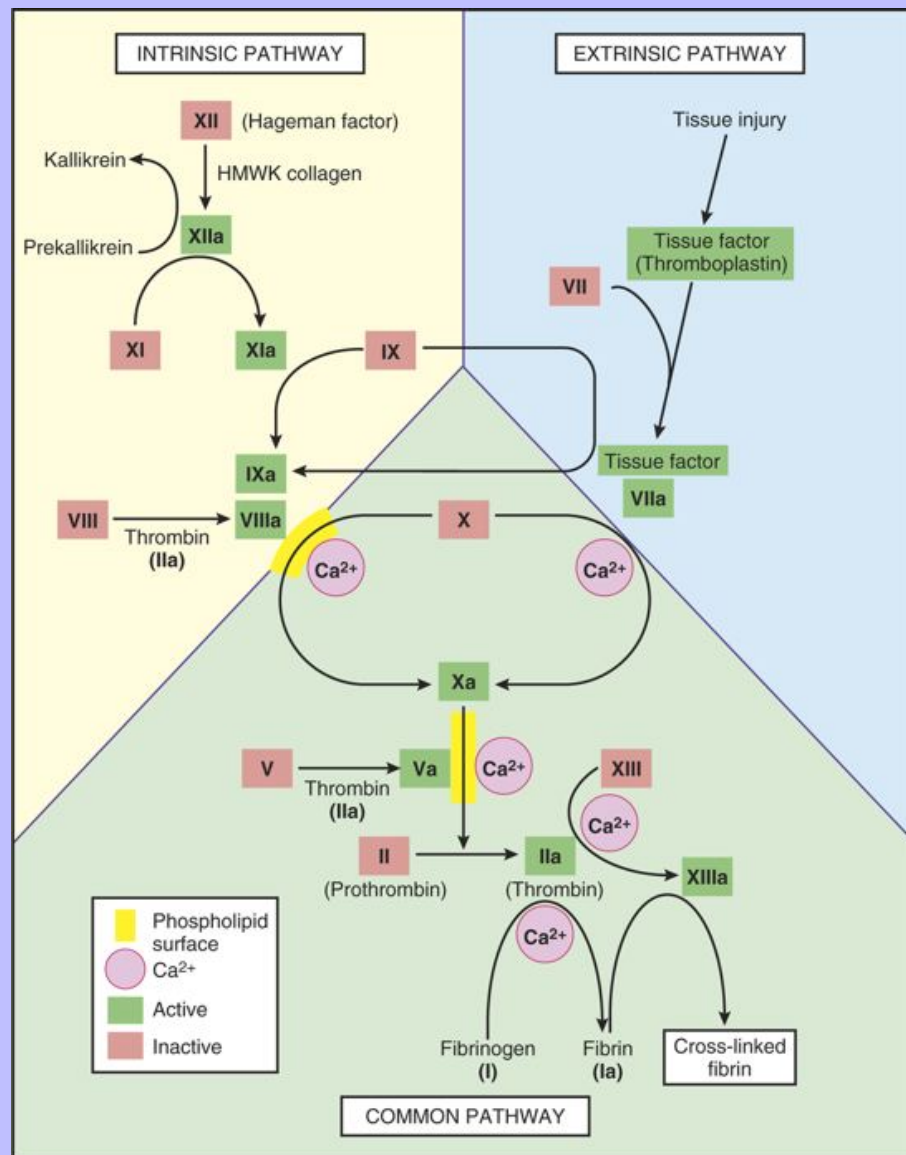 INTRINSIC PATHWAY
XII
(Hageman factor)
Kallikrein
HMWK collagen
XIIa
Prekallikrein
XI
XIa
IX
IXa
VIII
VIIIa
Thrombin
(IIa)
EXTRINSIC PATHWAY
Tissue injury
Tissue factor
(Thromboplastin)
VII
Tissue factor
VIIa
X
Ca²⁺
Ca²⁺
Xa
V
Va
Ca²⁺
Thrombin
(IIa)
XIII
Ca²⁺
II
IIa
XIIIa
(Prothrombin)
(Thrombin)
Ca²⁺
Fibrinogen
(I)
Fibrin
(Ia)
Cross-linked
fibrin
Phospholipid
surface
Ca²⁺
Active
Inactive
COMMON PATHWAY